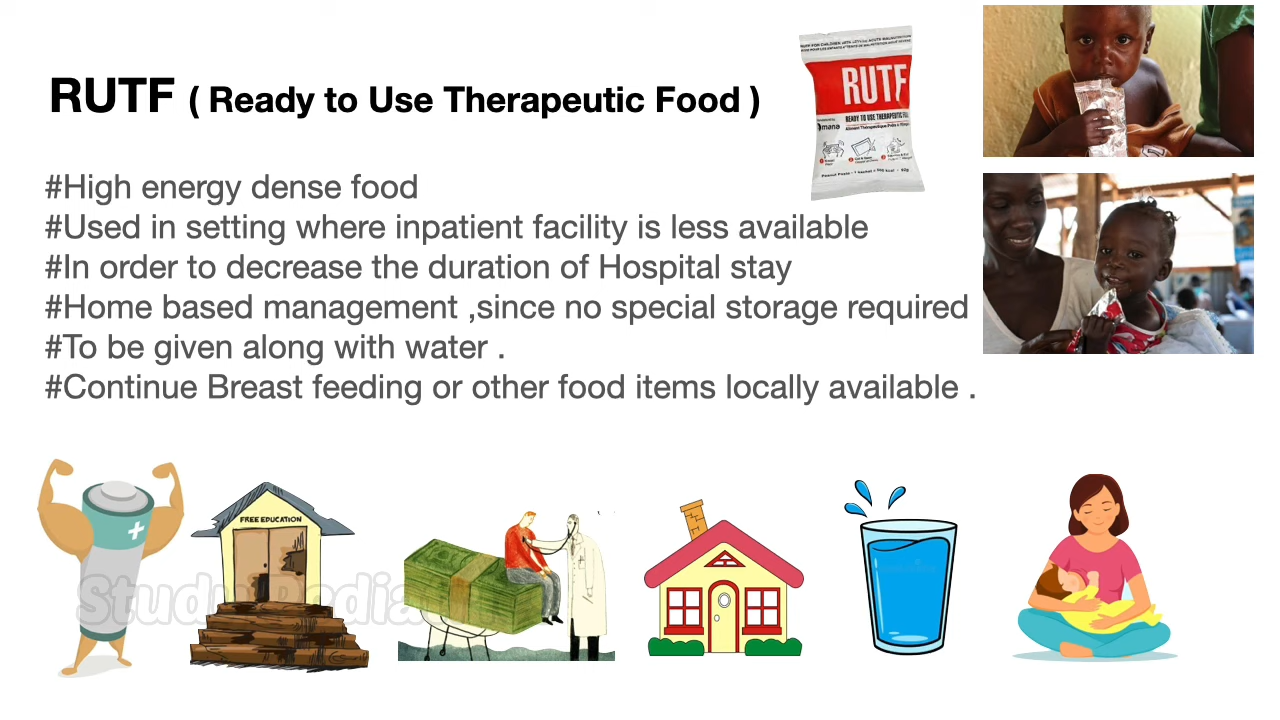 RUTF ( Ready to Use Therapeutic Food )
#High energy dense food
#Used in setting where inpatient facility is less available
#In order to decrease the duration of Hospital stay
#Home based management ,since no special storage required
#To be given along with water .
#Continue Breast feeding or other food items locally available .
RUTF
READY TO USE THERAPEUTIC
mana
FREE EDUCATION